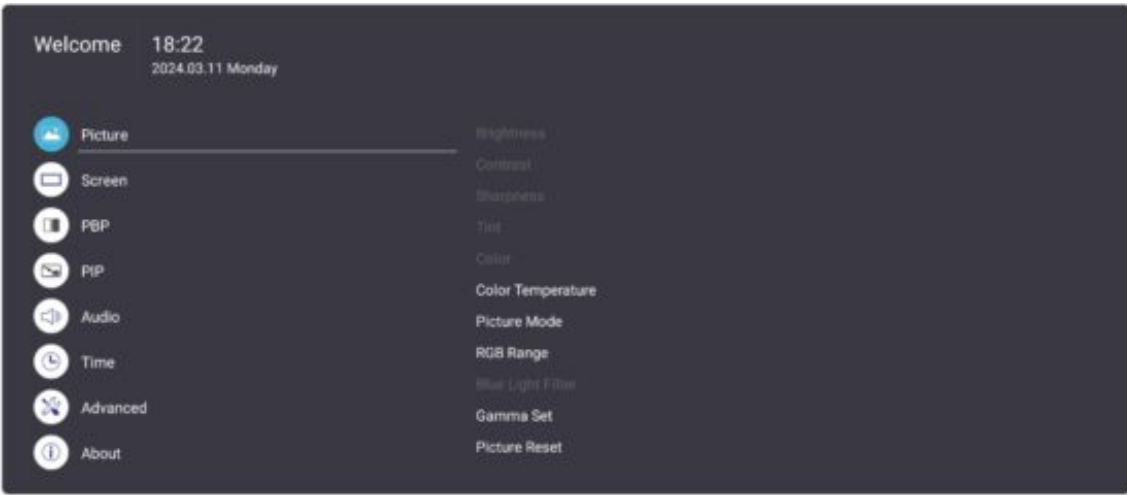 Welcome
18:22
2024.03.11 Monday
Picture
Screen
PBP
PIP
Audio
Time
Advanced
About
Brightness
Contrast
Sharpness
Tint
Color
Color Temperature
Picture Mode
RGB Range
Blue Light Filter
Gamma Set
Picture Reset